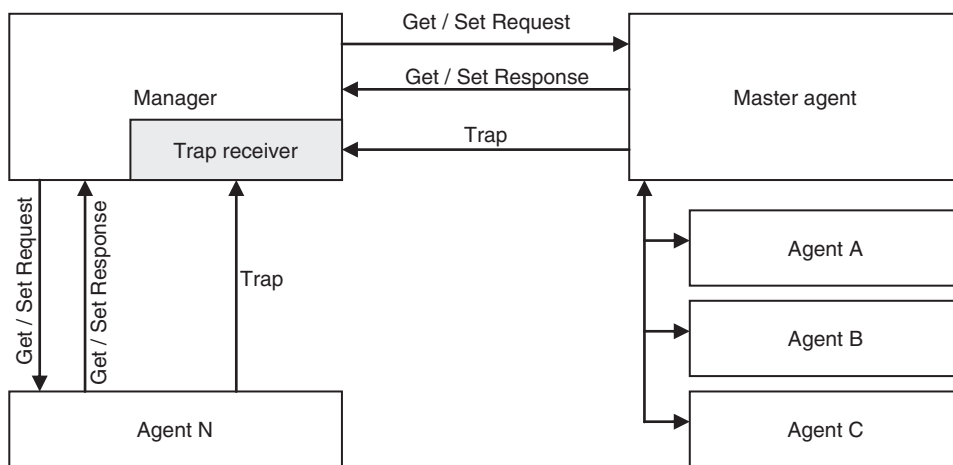 Get / Set Request
Get / Set Response
Manager
Master agent
Trap
Trap receiver
Get / Set Request
Get / Set Response
Trap
Agent A
Agent B
Agent N
Agent C